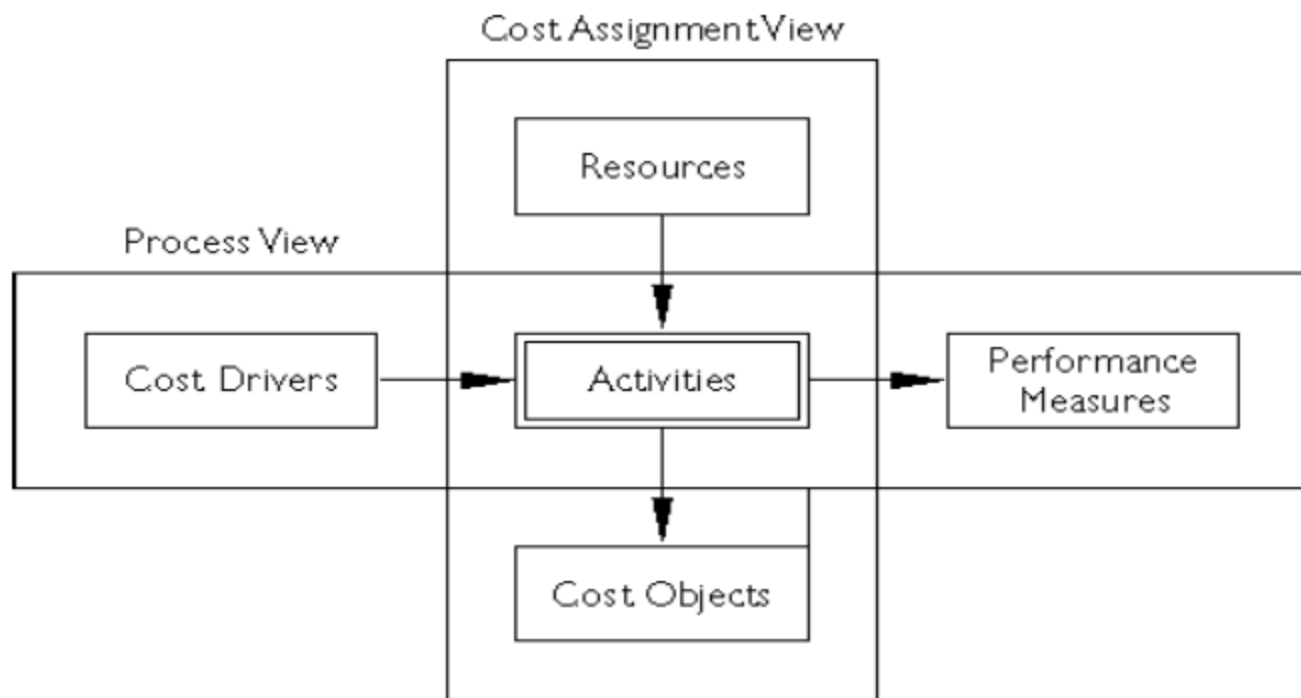 Cost Assignment View
Resources
Process View
Cost Drivers
Activities
Performance
Measures
Cost Objects